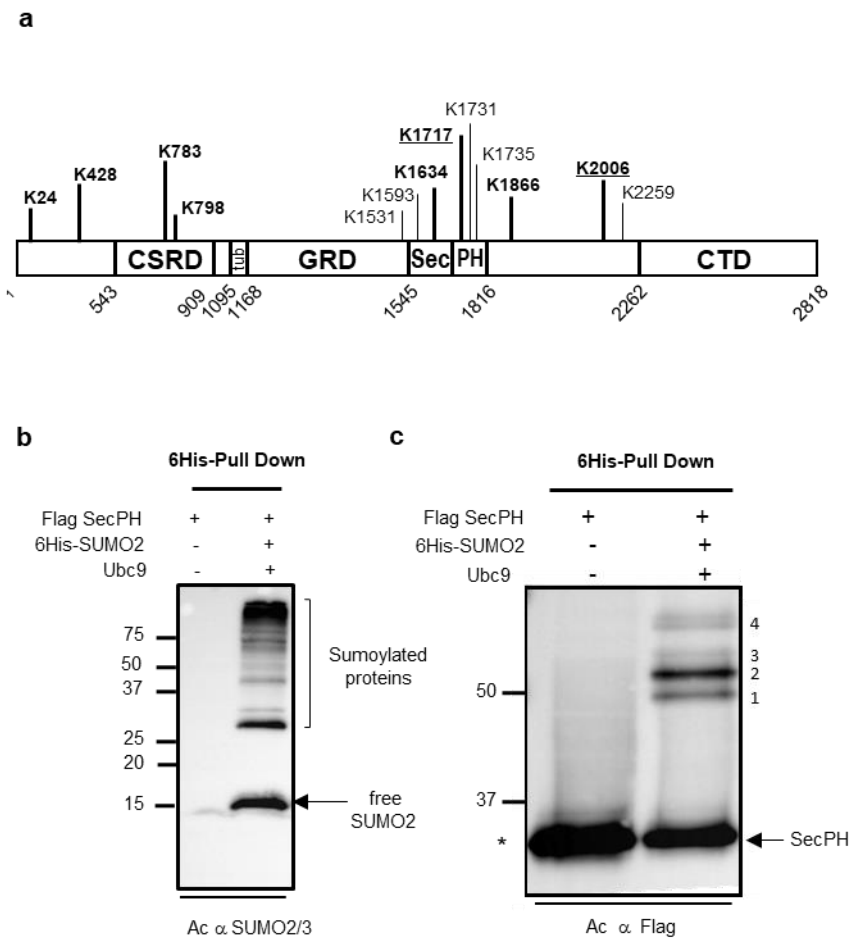 a
K1731
K1717
K783
K1735
K428
K1634
K2006
K24
K798
K1593
K1866
K2259
K1531
CSRD
tub
GRD
Sec
PH
CTD
1
543
909
1095
1168
1545
1816
2262
2818
b
6His-Pull Down
Flag SecPH + +
6His-SUMO2 - +
Ubc9 - +
75
50
37
25
20
15
Sumoylated
proteins
free
SUMO2
Ac α SUMO2/3
c
6His-Pull Down
Flag SecPH + +
6His-SUMO2 - +
Ubc9 - +
4
3
2
1
50
37
*
SecPH
Ac α Flag